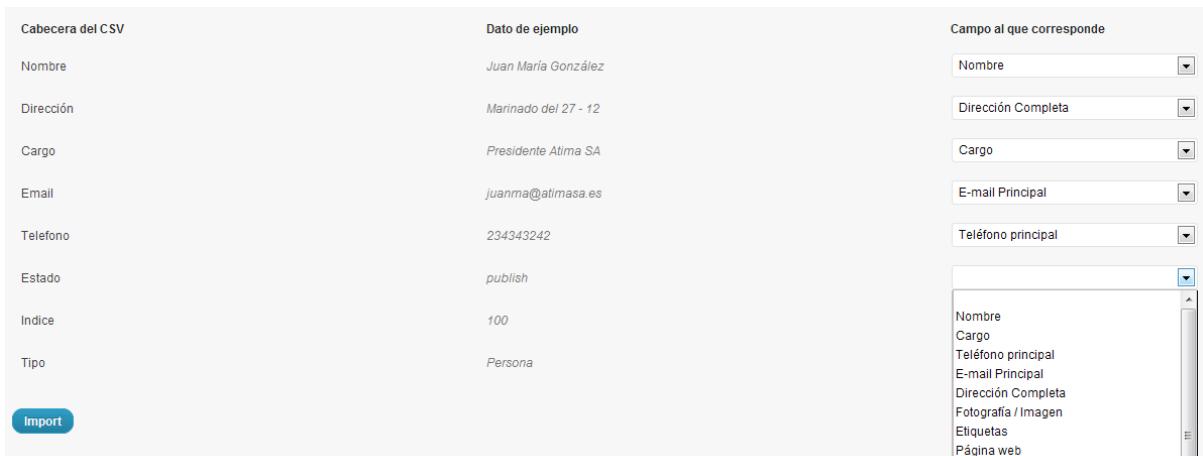 Cabecera del CSV Dato de ejemplo Campo al que corresponde
Nombre Juan María González Nombre
Dirección Marinado del 27 - 12 Dirección Completa
Cargo Presidente Atima SA Cargo
Email juanma@atimasa.es E-mail Principal
Telefono 234343242 Teléfono principal
Estado publish
Indice 100
Tipo Persona
Nombre
Cargo
Teléfono principal
E-mail Principal
Dirección Completa
Fotografía / Imagen
Etiquetas
Página web
Import